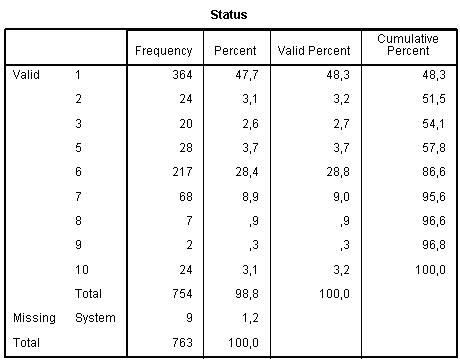 Status
Frequency Percent Valid Percent Cumulative Percent
Valid 1 364 47,7 48,3 48,3
2 24 3,1 3,2 51,5
3 20 2,6 2,7 54,1
5 28 3,7 3,7 57,8
6 217 28,4 28,8 86,6
7 68 8,9 9,0 95,6
8 7 ,9 ,9 96,6
9 2 ,3 ,3 96,8
10 24 3,1 3,2 100,0
Total 754 98,8 100,0
Missing System 9 1,2
Total 763 100,0